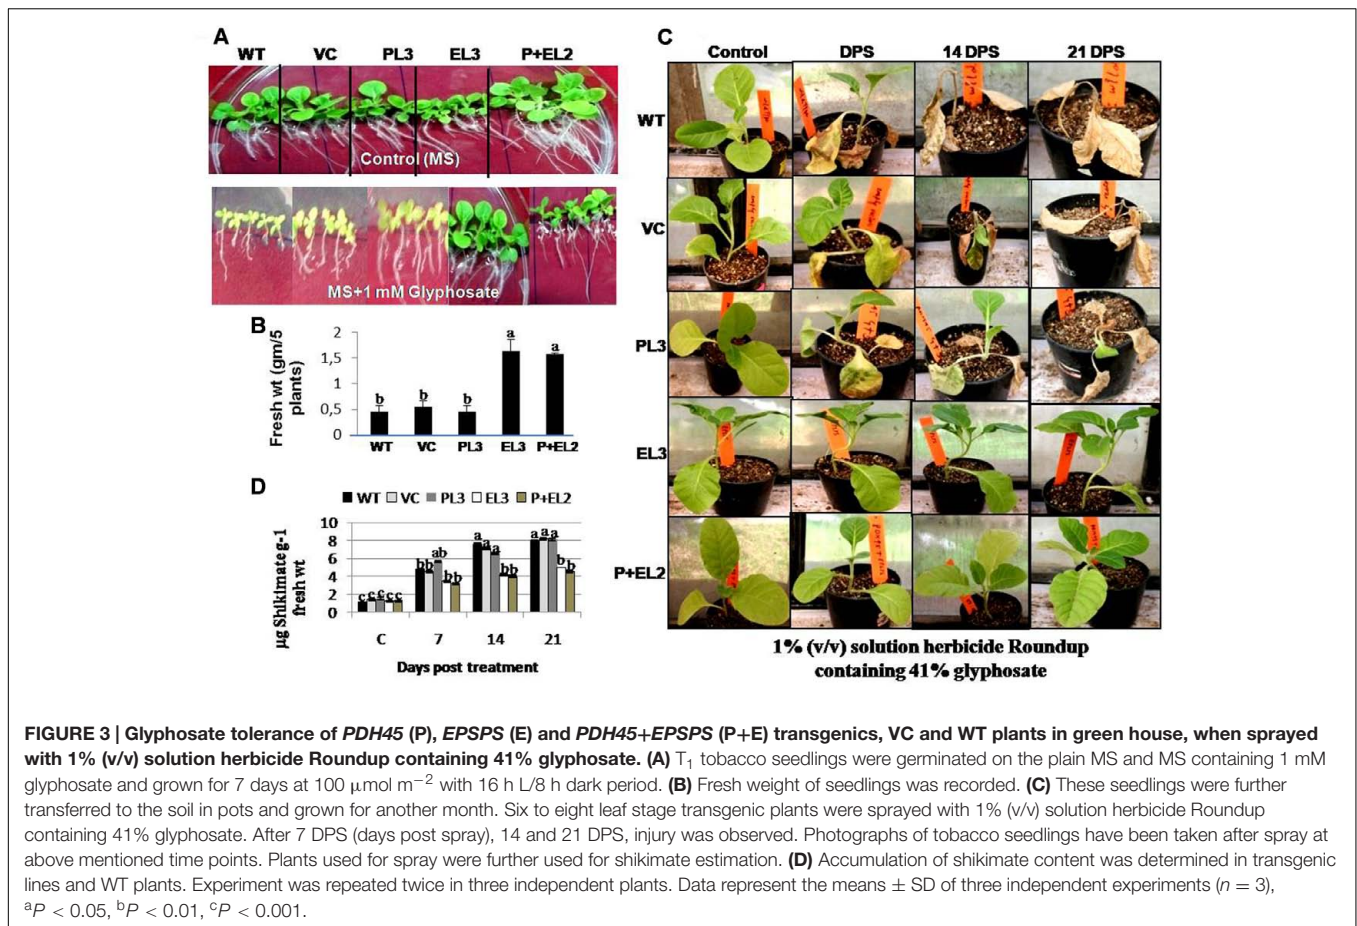 A
WT VC PL3 EL3 P+EL2
Control (MS)
MS+1 mM Glyphosate
B
Fresh wt (gm/5
plants)
2
1,5
1
0,5
0
b b b a a
WT VC PL3 EL3 P+EL2
D
WT VC PL3 EL3 P+EL2
µg Shikimateg-1
fresh wt
10
8
6
4
2
0
c c c c c
b b ab b b
a a a b b
a a a b b
C 7 14 21
Days post treatment
C
Control DPS 14 DPS 21 DPS
WT
VC
PL3
EL3
P+EL2
1% (v/v) solution herbicide Roundup
containing 41% glyphosate
FIGURE 3 | Glyphosate tolerance of PDH45 (P), EPSPS (E) and PDH45+EPSPS (P+E) transgenics, VC and WT plants in green house, when sprayed
with 1% (v/v) solution herbicide Roundup containing 41% glyphosate. (A) T1 tobacco seedlings were germinated on the plain MS and MS containing 1 mM
glyphosate and grown for 7 days at 100 μmol m−2 with 16 h L/8 h dark period. (B) Fresh weight of seedlings was recorded. (C) These seedlings were further
transferred to the soil in pots and grown for another month. Six to eight leaf stage transgenic plants were sprayed with 1% (v/v) solution herbicide Roundup
containing 41% glyphosate. After 7 DPS (days post spray), 14 and 21 DPS, injury was observed. Photographs of tobacco seedlings have been taken after spray at
above mentioned time points. Plants used for spray were further used for shikimate estimation. (D) Accumulation of shikimate content was determined in transgenic
lines and WT plants. Experiment was repeated twice in three independent plants. Data represent the means ± SD of three independent experiments (n = 3),
aP < 0.05, bP < 0.01, cP < 0.001.